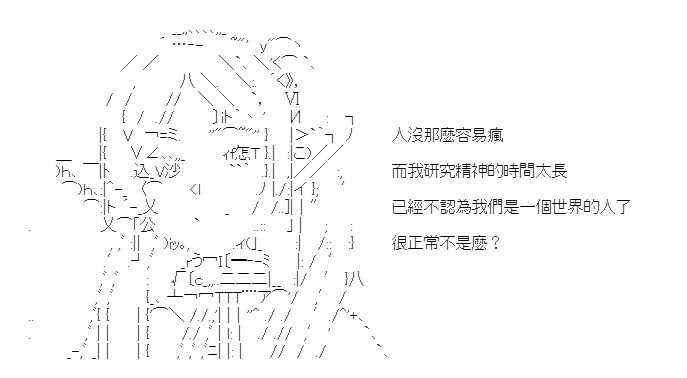 人沒那麼容易瘋
而我研究精神的時間太長
已經不認為我們是一個世界的人了
很正常不是麼？